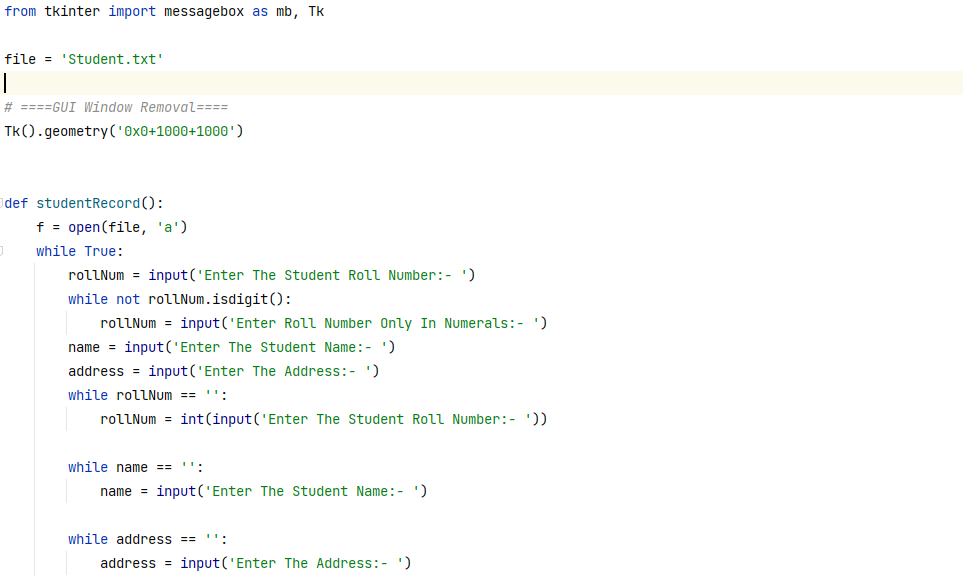 from tkinter import messagebox as mb, Tk
file = 'Student.txt'
# ====GUI Window Removal====
Tk().geometry('0x0+1000+1000')
def studentRecord():
    f = open(file, 'a')
    while True:
        rollNum = input('Enter The Student Roll Number:- ')
        while not rollNum.isdigit():
            rollNum = input('Enter Roll Number Only In Numerals:- ')
        name = input('Enter The Student Name:- ')
        address = input('Enter The Address:- ')
        while rollNum == '':
            rollNum = int(input('Enter The Student Roll Number:- '))
        while name == '':
            name = input('Enter The Student Name:- ')
        while address == '':
            address = input('Enter The Address:- ')